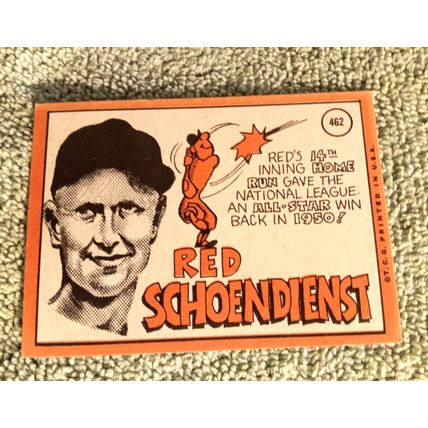 462
RED'S 14TH
INNING HOME
RUN GAVE THE
NATIONAL LEAGUE
AN ALL-STAR WIN
BACK IN 1950!
RED
SCHOENDIENST
©T.C.G. PRINTED IN U.S.A.